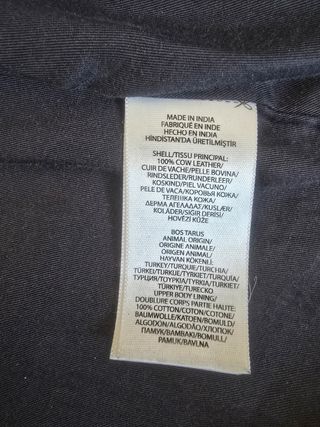 MADE IN INDIA
FABRIQUÉ EN INDE
HECHO EN INDIA
HİNDİSTAN'DA ÜRETİLMİŞTİR
SHELL/TISSU PRINCIPAL:
100% COW LEATHER/
CUIR DE VACHE/PELLE BOVINA/
RINDSLEDER/RUNDERLEER/
KOSKIND/PIEL VACUNO/
PELE DE VACA/КОРОВЬЯ КОЖА/
ТЕЛЕШКА КОЖА/
ΔΕΡΜΑ ΑΓΕΛΑΔΑΣ/KUSLÆR/
KOLÄDER/SIGIR DERİSİ/
HOVĚZÍ KŮŽE
BOS TARUS
ANIMAL ORIGIN/
ORIGINE ANIMALE/
ORIGEN ANIMAL/
HAYVAN KÖKENLİ:
TURKEY/TURQUIE/TURCHIA/
TÜRKEI/TURKIJE/TYRKIET/TURQUÍA/
ТУРЦИЯ/ΤΟΥΡΚΙΑ/TYRKIA/TURKIET/
TÜRKİYE/TURECKO
UPPER BODY LINING/
DOUBLURE CORPS PARTIE HAUTE:
100% COTTON/COTON/COTONE/
BAUMWOLLE/KATOEN/BOMULD/
ALGODÓN/ALGODÃO/ХЛОПОК/
ПАМУК/ΒΑΜΒΑΚΙ/BOMULL/
PAMUK/BAVLNA